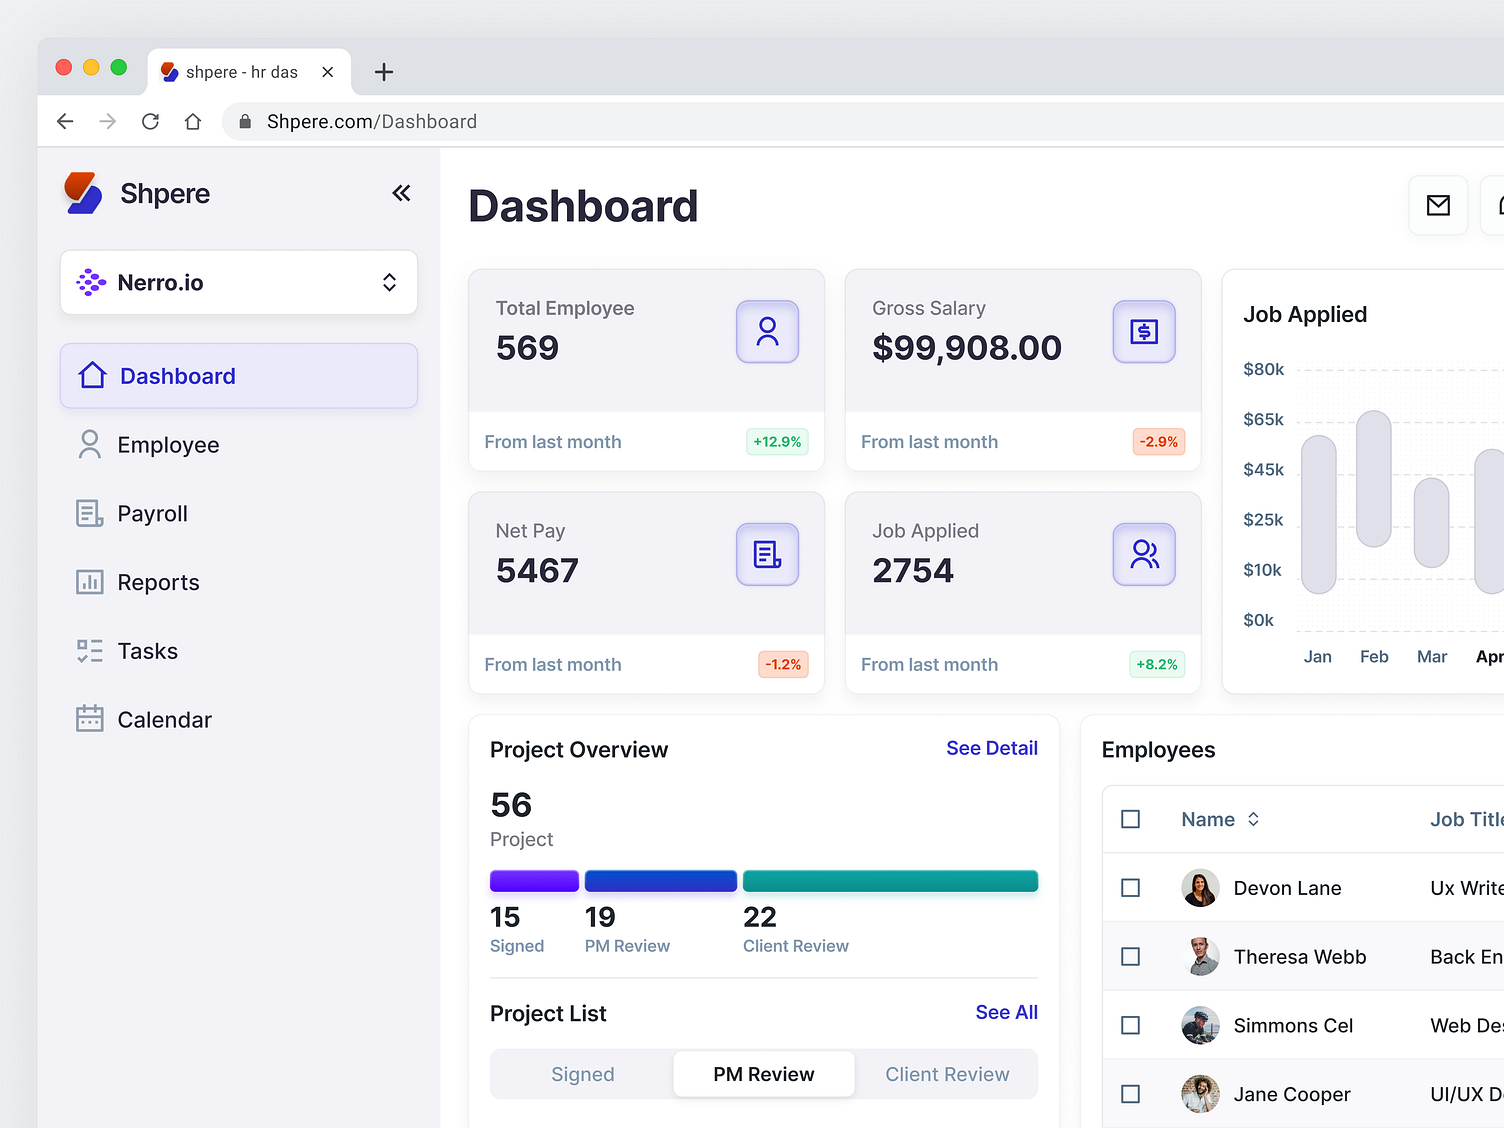 shpere - hr das
Shpere.com/Dashboard
Shpere
Nerro.io
Dashboard
Employee
Payroll
Reports
Tasks
Calendar
Dashboard
Total Employee
569
From last month
+12.9%
Gross Salary
$99,908.00
From last month
-2.9%
Net Pay
5467
From last month
-1.2%
Job Applied
2754
From last month
+8.2%
Job Applied
$80k
$65k
$45k
$25k
$10k
$0k
Jan Feb Mar Apr
Project Overview
See Detail
56
Project
15
Signed
19
PM Review
22
Client Review
Project List
See All
Signed PM Review Client Review
Employees
Name Job Title
Devon Lane Ux Write
Theresa Webb Back En
Simmons Cel Web Des
Jane Cooper UI/UX D